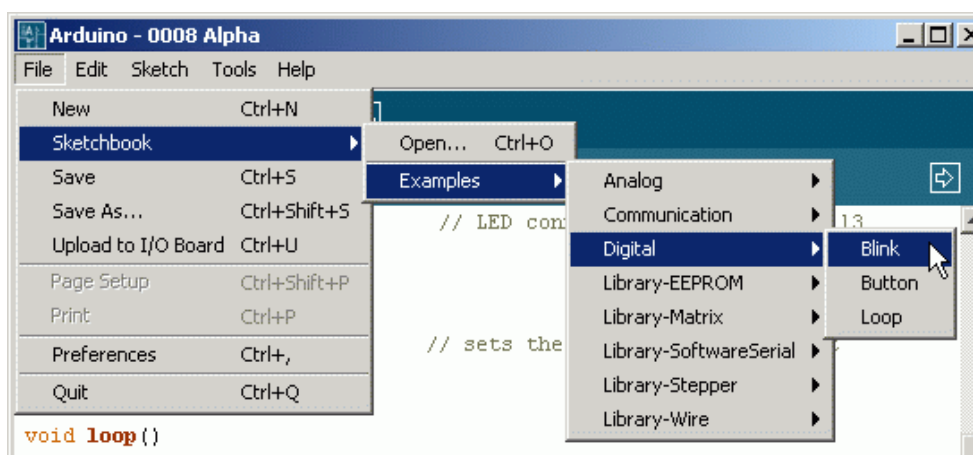 Arduino - 0008 Alpha
File Edit Sketch Tools Help
New Ctrl+N
Sketchbook
Save Ctrl+S
Save As... Ctrl+Shift+S
Upload to I/O Board Ctrl+U
Page Setup Ctrl+Shift+P
Print Ctrl+P
Preferences Ctrl+,
Quit Ctrl+Q
Open... Ctrl+O
Examples
Analog
Communication
Digital
Library-EEPROM
Library-Matrix
Library-SoftwareSerial
Library-Stepper
Library-Wire
Blink
Button
Loop
// LED 13
// sets the
void loop()